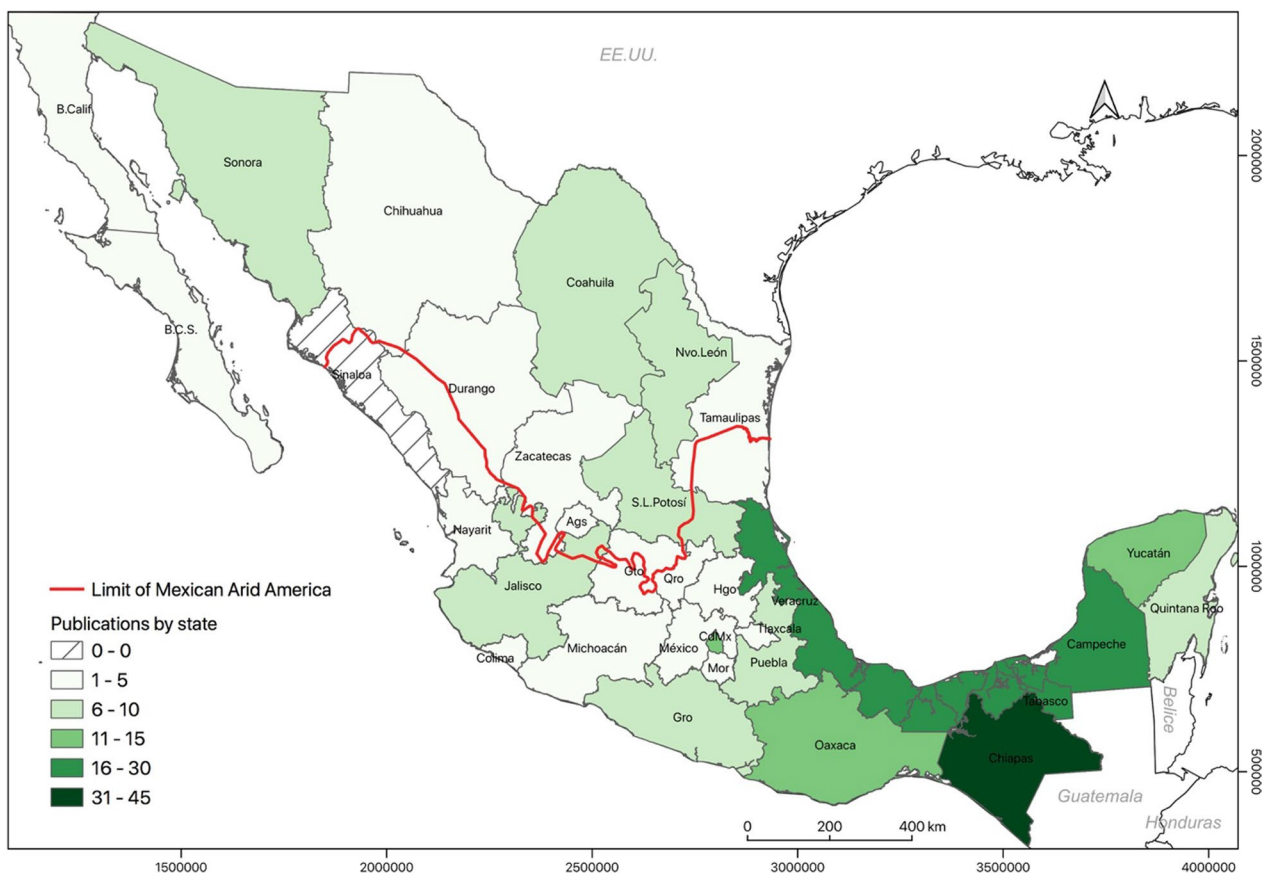 EE.UU.
B.Calif
Sonora
2000000
Chihuahua
Coahuila
B.C.S.
Nvo.León
1500000
Sinaloa
Durango
Tamaulipas
Zacatecas
S.L.Potosí
Ags
Nayarit
Yucatán
1000000
Gto
Qro
Jalisco
Hgo
Limit of Mexican Arid America
Veracruz
Quintana Roo
Publications by state
Tlaxcala
CdMx
Campeche
0 - 0
Michoacán
México
Colima
Puebla
Mor
1 - 5
Tabasco
Belice
6 - 10
Gro
11 - 15
Oaxaca
Chiapas
500000
16 - 30
31 - 45
Guatemala
0 200 400 km
Honduras
1500000 2000000 2500000 3000000 3500000 4000000